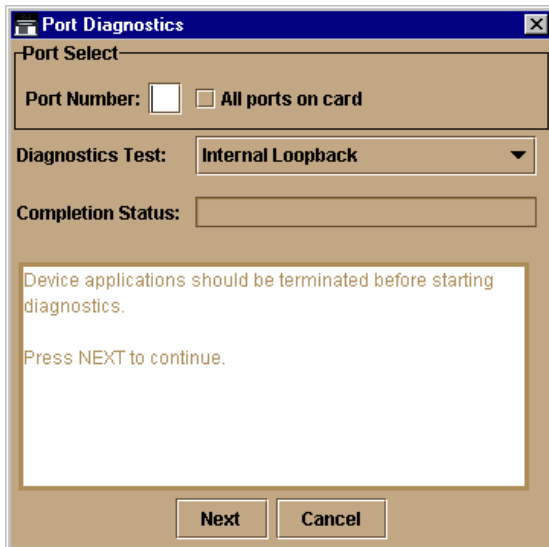 Port Diagnostics
Port Select
Port Number: All ports on card
Diagnostics Test: Internal Loopback
Completion Status:
Device applications should be terminated before starting
diagnostics.
Press NEXT to continue.
Next Cancel